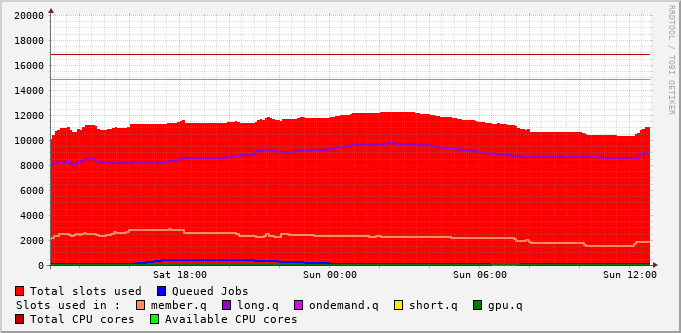 RRDTOOL / TOBI OETIKER
20000
18000
16000
14000
12000
10000
8000
6000
4000
2000
0
Sat 18:00 Sun 00:00 Sun 06:00 Sun 12:00
Total slots used Queued Jobs
Slots used in : member.q long.q ondemand.q short.q gpu.q
Total CPU cores Available CPU cores